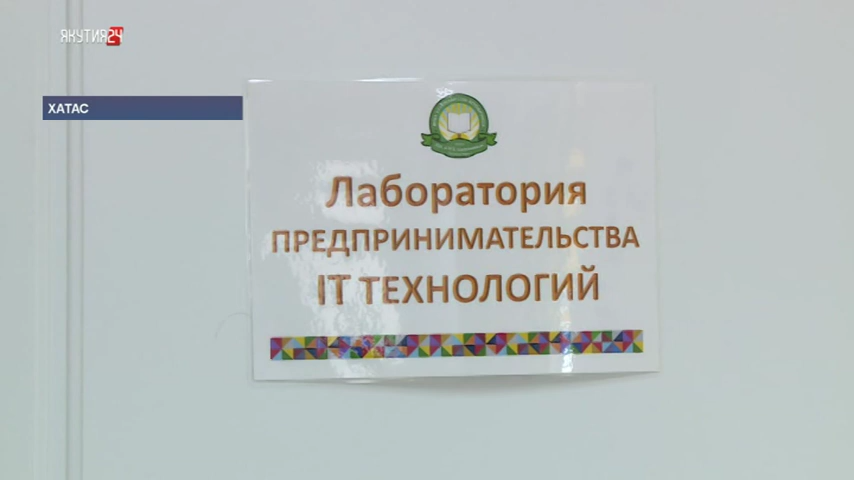 ЯКУТИЯ24
ХАТАС
Лаборатория
ПРЕДПРИНИМАТЕЛЬСТВА
IT ТЕХНОЛОГИЙ